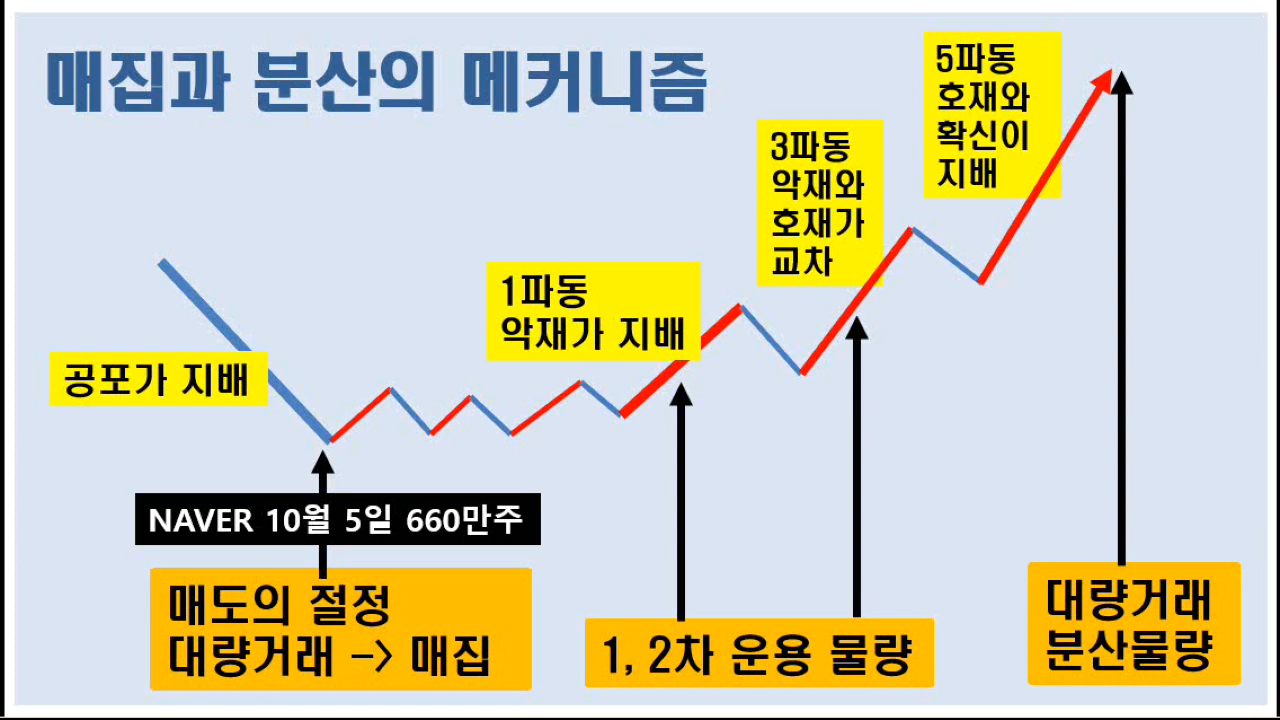 매집과 분산의 메커니즘
5파동
호재와
확신이
지배
3파동
악재와
호재가
교차
1파동
악재가 지배
공포가 지배
NAVER 10월 5일 660만주
매도의 절정
대량거래 -> 매집
1, 2차 운용 물량
대량거래
분산물량